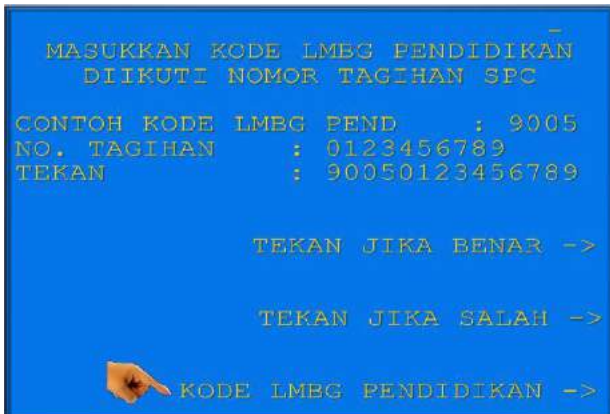 MASUKKAN KODE LMBG PENDIDIKAN
DIIKUTI NOMOR TAGIHAN SPC
CONTOH KODE LMBG PEND : 9005
NO. TAGIHAN : 0123456789
TEKAN : 90050123456789
TEKAN JIKA BENAR ->
TEKAN JIKA SALAH ->
KODE LMBG PENDIDIKAN ->